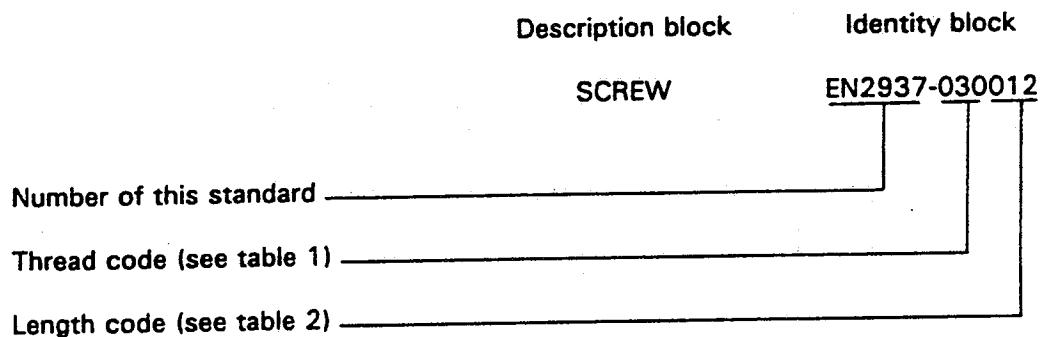 Description block Identity block
SCREW EN2937-030012
Number of this standard
Thread code (see table 1)
Length code (see table 2)